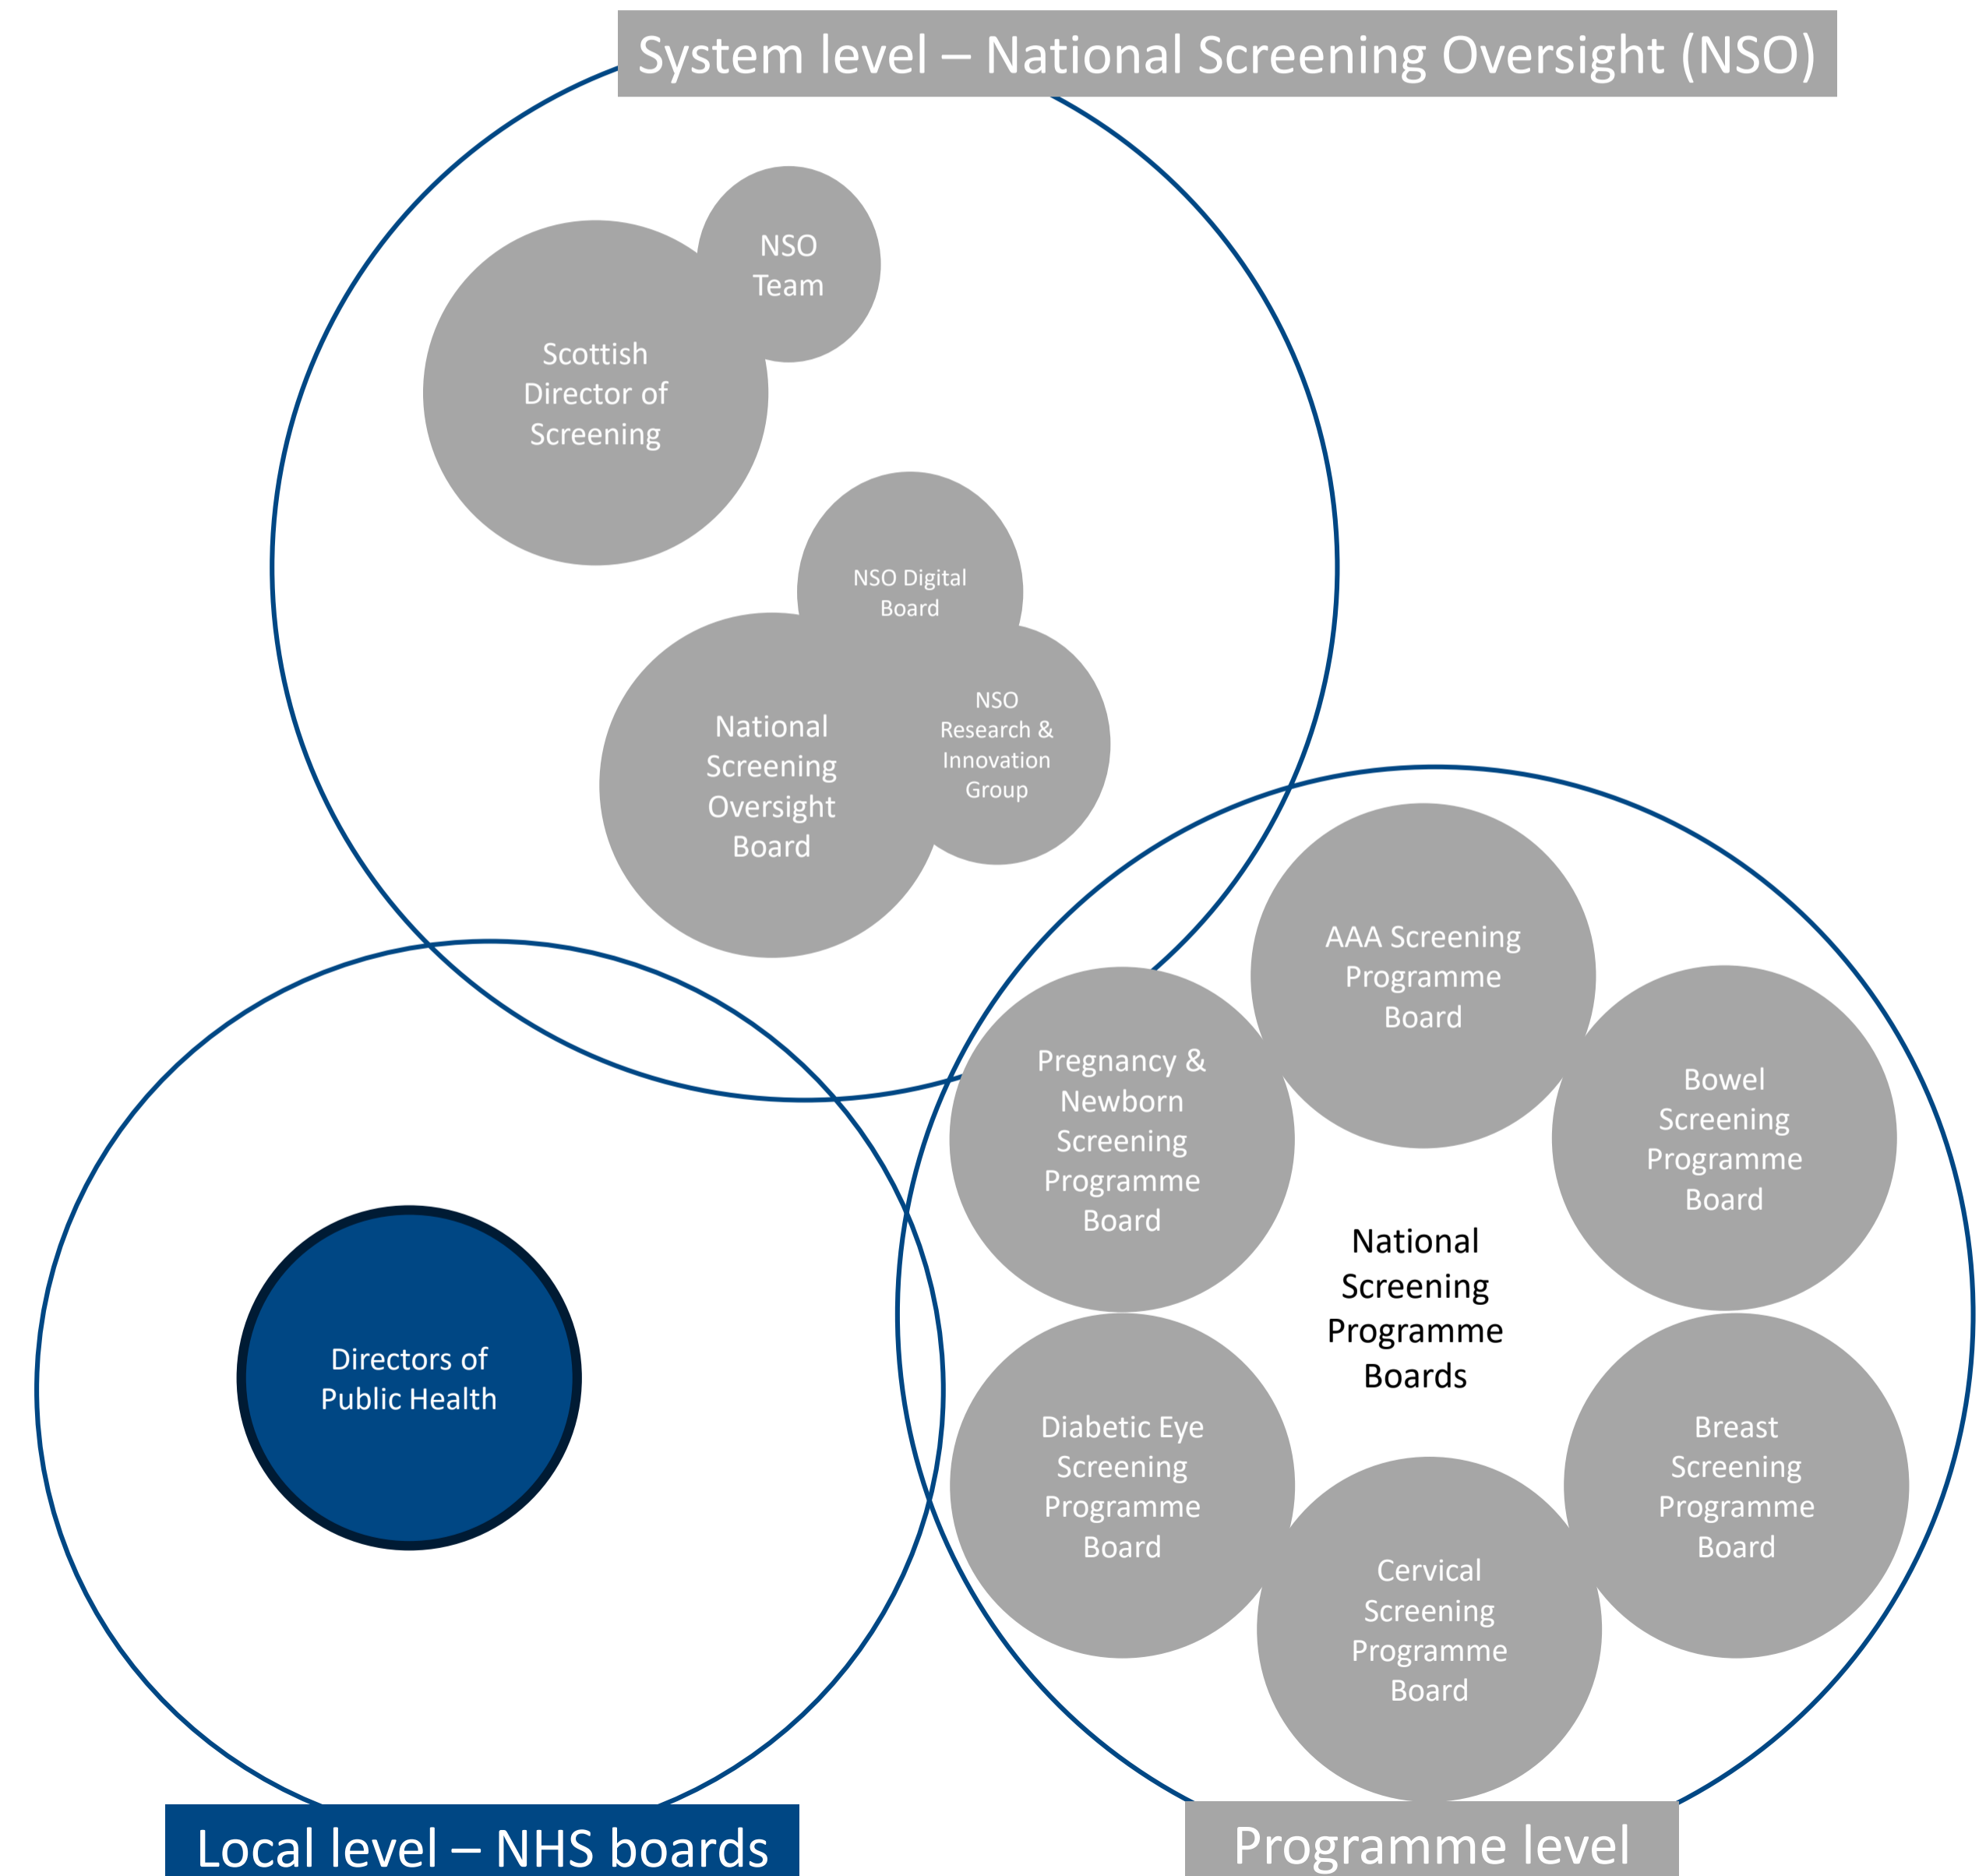 System level – National Screening Oversight (NSO)
NSO
Team
Scottish
Director of
Screening
NSO Digital
Board
National
Screening
Oversight
Board
NSO
Research &
Innovation
Group
AAA Screening
Programme
Board
Pregnancy &
Newborn
Screening
Programme
Board
Bowel
Screening
Programme
Board
National
Screening
Programme
Boards
Directors of
Public Health
Diabetic Eye
Screening
Programme
Board
Breast
Screening
Programme
Board
Cervical
Screening
Programme
Board
Local level – NHS boards
Programme level